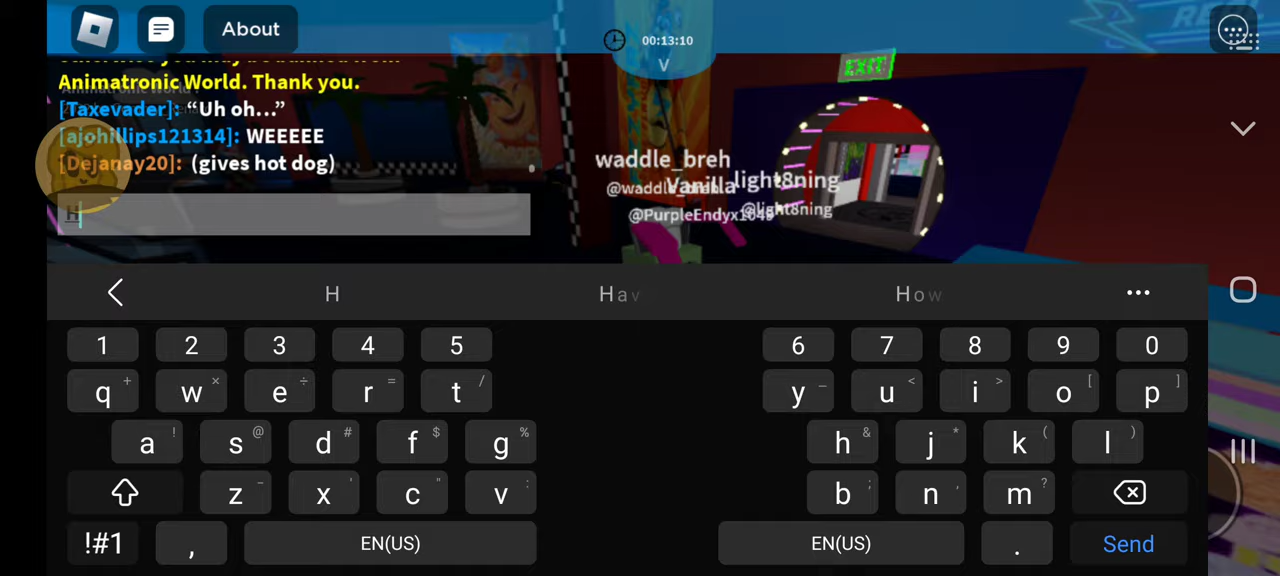 About
00:13:10
V
Animatronic World. Thank you.
[Taxevader]: “Uh oh…”
[ajohillips121314]: WEEEEE
[Dejanay20]: (gives hot dog)
H
EXIT
waddle_breh
Vanilla
light8ning
@PurpleEndyx1049
@light8ning
H Hav How
1 2 3 4 5 6 7 8 9 0
q + w × e ÷ r = t / y _ u < i > o [ p ]
a ! s @ d # f $ g % h & j * k ( l )
z - x ' c " v : b ; n , m ?
!#1 , EN(US) EN(US) . Send